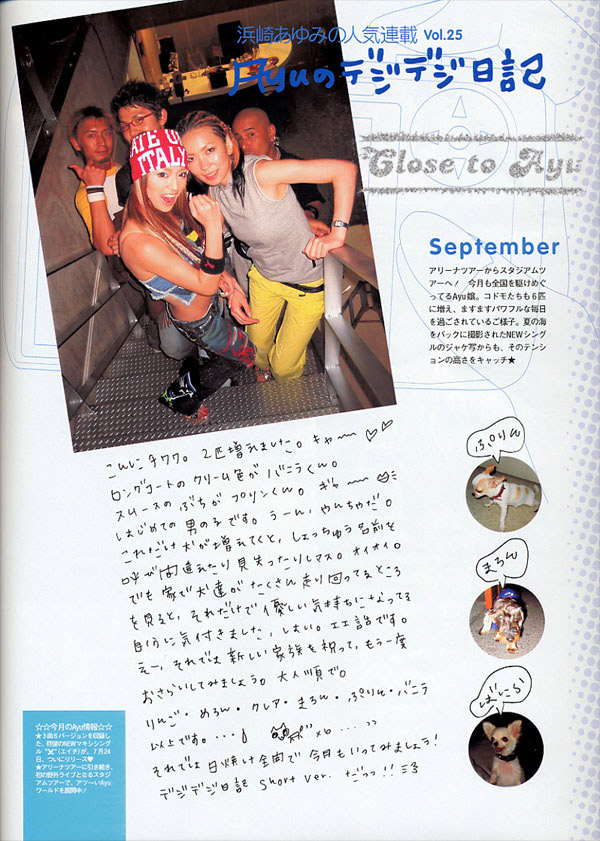 浜崎あゆみの人気連載 Vol.25
Ayuのデジデジ日記
Close to Ayu
ATE U
ITALY
September
アリーナツアーからスタジアムツ
アーへ！ 今月も全国を駆けめぐ
ってるAyu嬢。コドモたちも6匹
に増え、ますますパワフルな毎日
を過ごされているご様子。夏の海
をバックに撮影されたNEWシング
ルのジャケ写からも、そのテンシ
ョンの高さをキャッチ★
こんにチワワ。2匹増えました。キャー〜♡♡
ロングコートのクリーム色がバニラくん。
スムースのぶちがプリンくん。ギャー〜
はじめての男の子です。うーん、やんちゃだ。
これだけ犬が増えてくと、しょっちゅう名前を
呼び間違えたり見失ったりしマス。オイオイ。
でも家で犬達がたくさん走り回ってるところ
を見ると、それだけで優しい気持ちになってる
自分に気付きました、しおい。エエ話です。
えー、それでは新しい家族を祝って、もう一度
おさらいしてみましょう。大人順で。
りんご・めろん・クレア・まろん・ぷりん・バニラ
以上です。・・・
×6 ・・・っっ
それでは日焼け全肉で今月もいってみましょう!
デジデジ日記 short ver. だっっ!!
ぷりん
まろん
ばにら
☆☆今月のAyu情報☆☆
★3曲8バージョンを収録し
た、待望のNEWマキシシング
ル“H”(エイチ)が、7月24
日、ついにリリース♥
★アリーナツアーに引き続き、
初の野外ライブとなるスタジ
アムツアーで、アツーいAyu
ワールドを展開中！